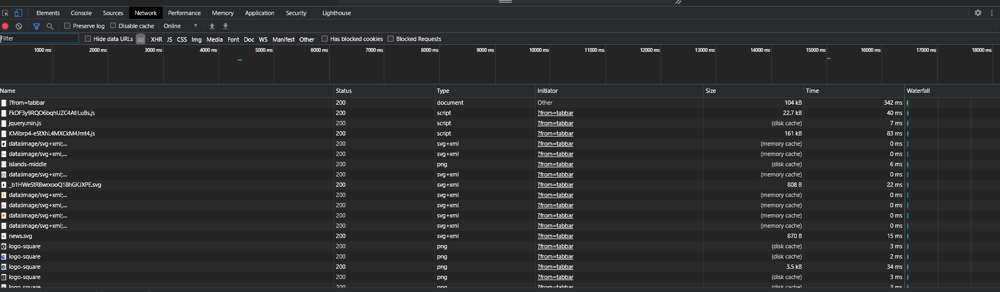 Elements Console Sources Network Performance Memory Application Security Lighthouse
Preserve log Disable cache Online
Filter Hide data URLs All XHR JS CSS Img Media Font Doc WS Manifest Other Has blocked cookies Blocked Requests
1000 ms 2000 ms 3000 ms 4000 ms 5000 ms 6000 ms 7000 ms 8000 ms 9000 ms 10000 ms 11000 ms 12000 ms 13000 ms 14000 ms 15000 ms 16000 ms 17000 ms 18000 ms
Name Status Type Initiator Size Time Waterfall
?from=tabbar 200 document Other 104 kB 342 ms
FkDF3y9RQO6bqhUZC4AtlLuBs.js 200 script ?from=tabbar 22.7 kB 40 ms
jquery.min.js 200 script ?from=tabbar (disk cache) 7 ms
KMibrp4-eStXhL4MXCkM4Jmt4.js 200 script ?from=tabbar 161 kB 83 ms
data:image/svg+xml;... 200 svg+xml ?from=tabbar (memory cache) 0 ms
data:image/svg+xml,... 200 svg+xml ?from=tabbar (memory cache) 0 ms
islands-middle 200 png ?from=tabbar (disk cache) 6 ms
data:image/svg+xml;... 200 svg+xml ?from=tabbar (memory cache) 0 ms
_b1HWeStRBwrxooQ18hGKJXPE.svg 200 svg+xml ?from=tabbar 808 B 22 ms
data:image/svg+xml;... 200 svg+xml ?from=tabbar (memory cache) 0 ms
data:image/svg+xml,... 200 svg+xml ?from=tabbar (memory cache) 0 ms
data:image/svg+xml;... 200 svg+xml ?from=tabbar (memory cache) 0 ms
data:image/svg+xml;... 200 svg+xml ?from=tabbar (memory cache) 0 ms
news.svg 200 svg+xml ?from=tabbar 870 B 15 ms
logo-square 200 png ?from=tabbar (disk cache) 3 ms
logo-square 200 png ?from=tabbar (disk cache) 2 ms
logo-square 200 png ?from=tabbar 3.5 kB 34 ms
logo-square 200 png ?from=tabbar (disk cache) 3 ms
logo-square 200 png ?from=tabbar (disk cache) 3 ms